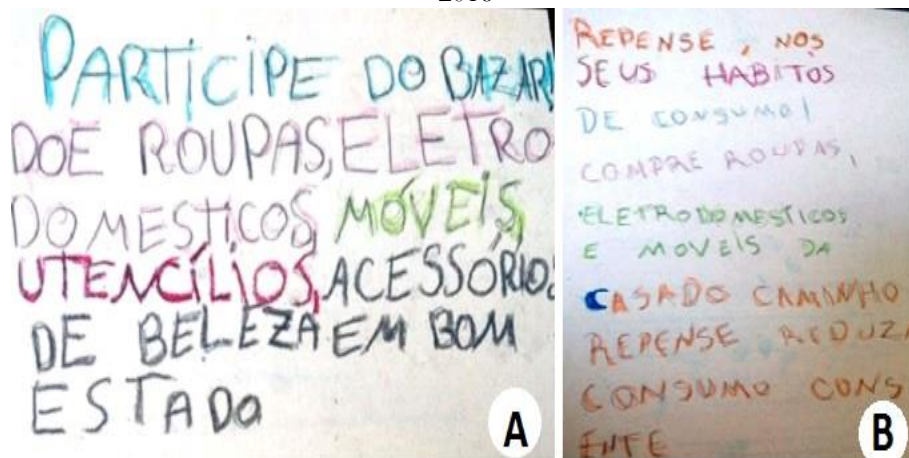 PARTICIPE DO BAZAR!
DOE ROUPAS, ELETRO
DOMESTICOS, MÓVEIS,
UTENCÍLIOS, ACESSÓRIOS
DE BELEZA EM BOM
ESTADO
A
REPENSE, NOS
SEUS HABITOS
DE CONSUMO!
COMPRE ROUPAS,
ELETRODOMESTICOS
E MOVEIS DA
CASA DO CAMINHO
REPENSE REDUZA
CONSUMO CONS
ENTE
B